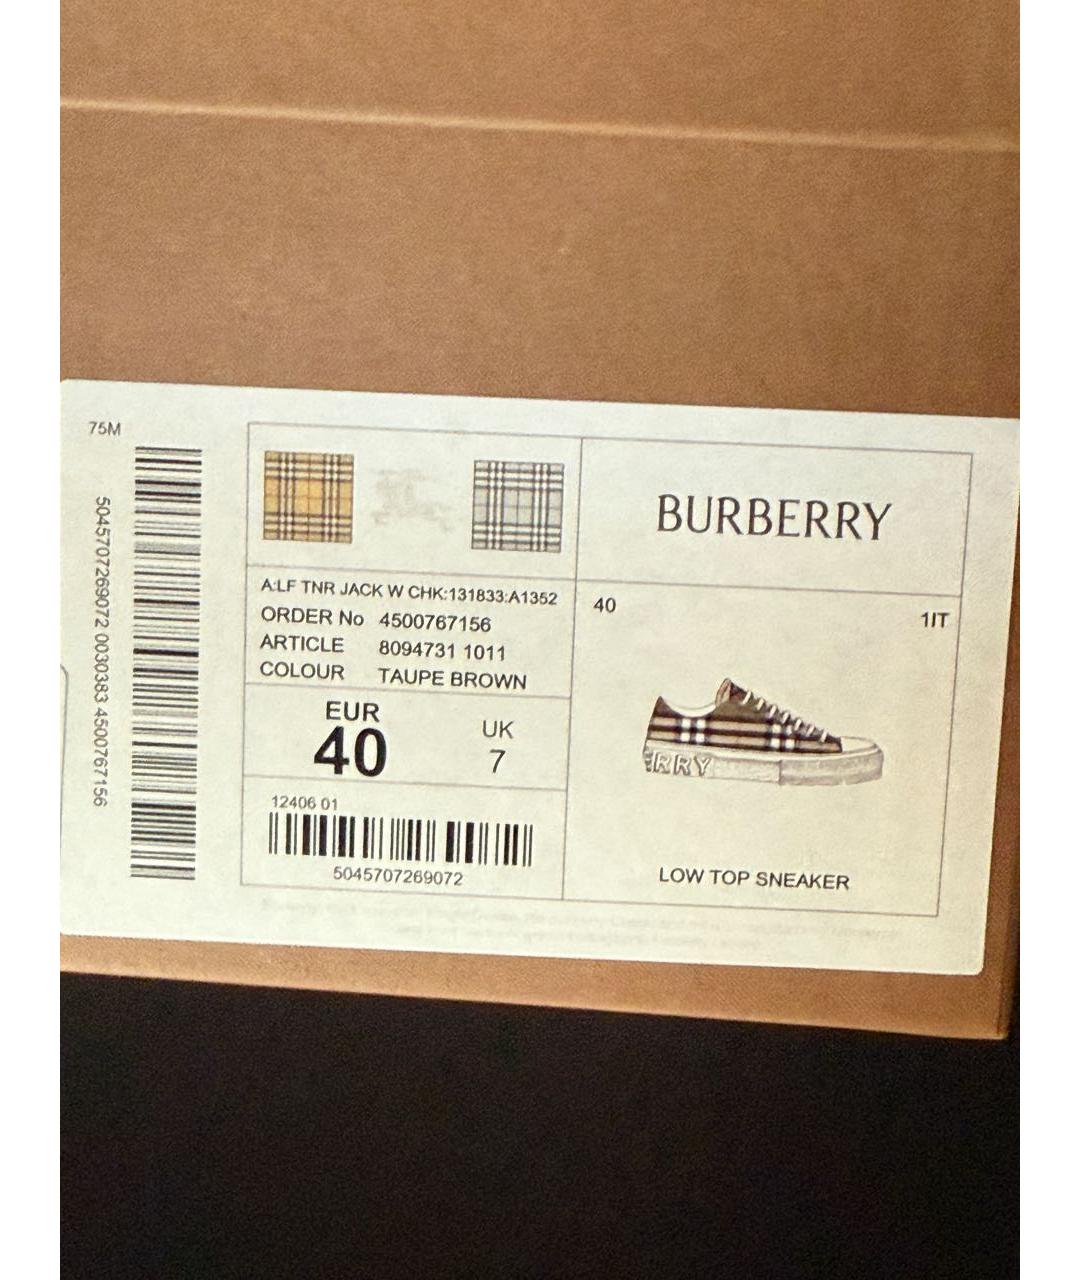 75M
5045707269072 0030383 4500767156
BURBERRY
A:LF TNR JACK W CHK:131833:A1352
ORDER No 4500767156
ARTICLE 8094731 1011
COLOUR TAUPE BROWN
EUR
40
UK
7
12406 01
5045707269072
40
1IT
ERRY
LOW TOP SNEAKER